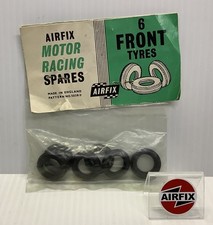 AIRFIX
MOTOR
RACING
SPARES
MADE IN ENGLAND
6
FRONT
TYRES
AIRFIX
AIRFIX